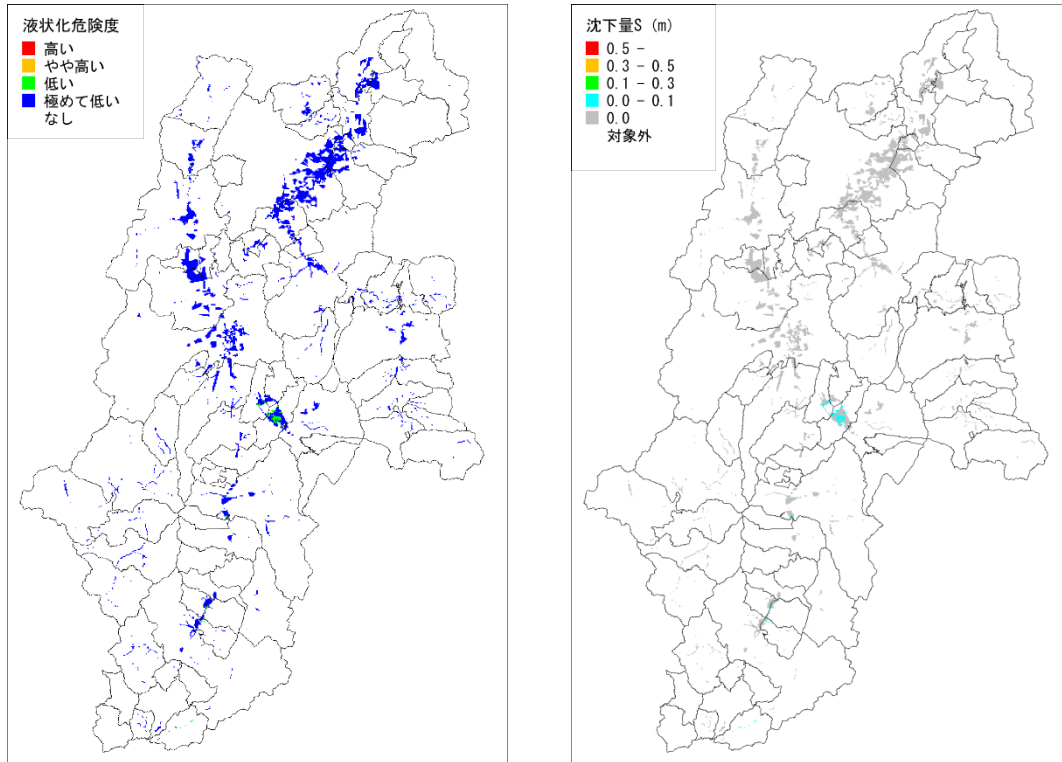 液状化危険度
高い
やや高い
低い
極めて低い
なし
沈下量S (m)
0.5 -
0.3 - 0.5
0.1 - 0.3
0.0 - 0.1
0.0
対象外